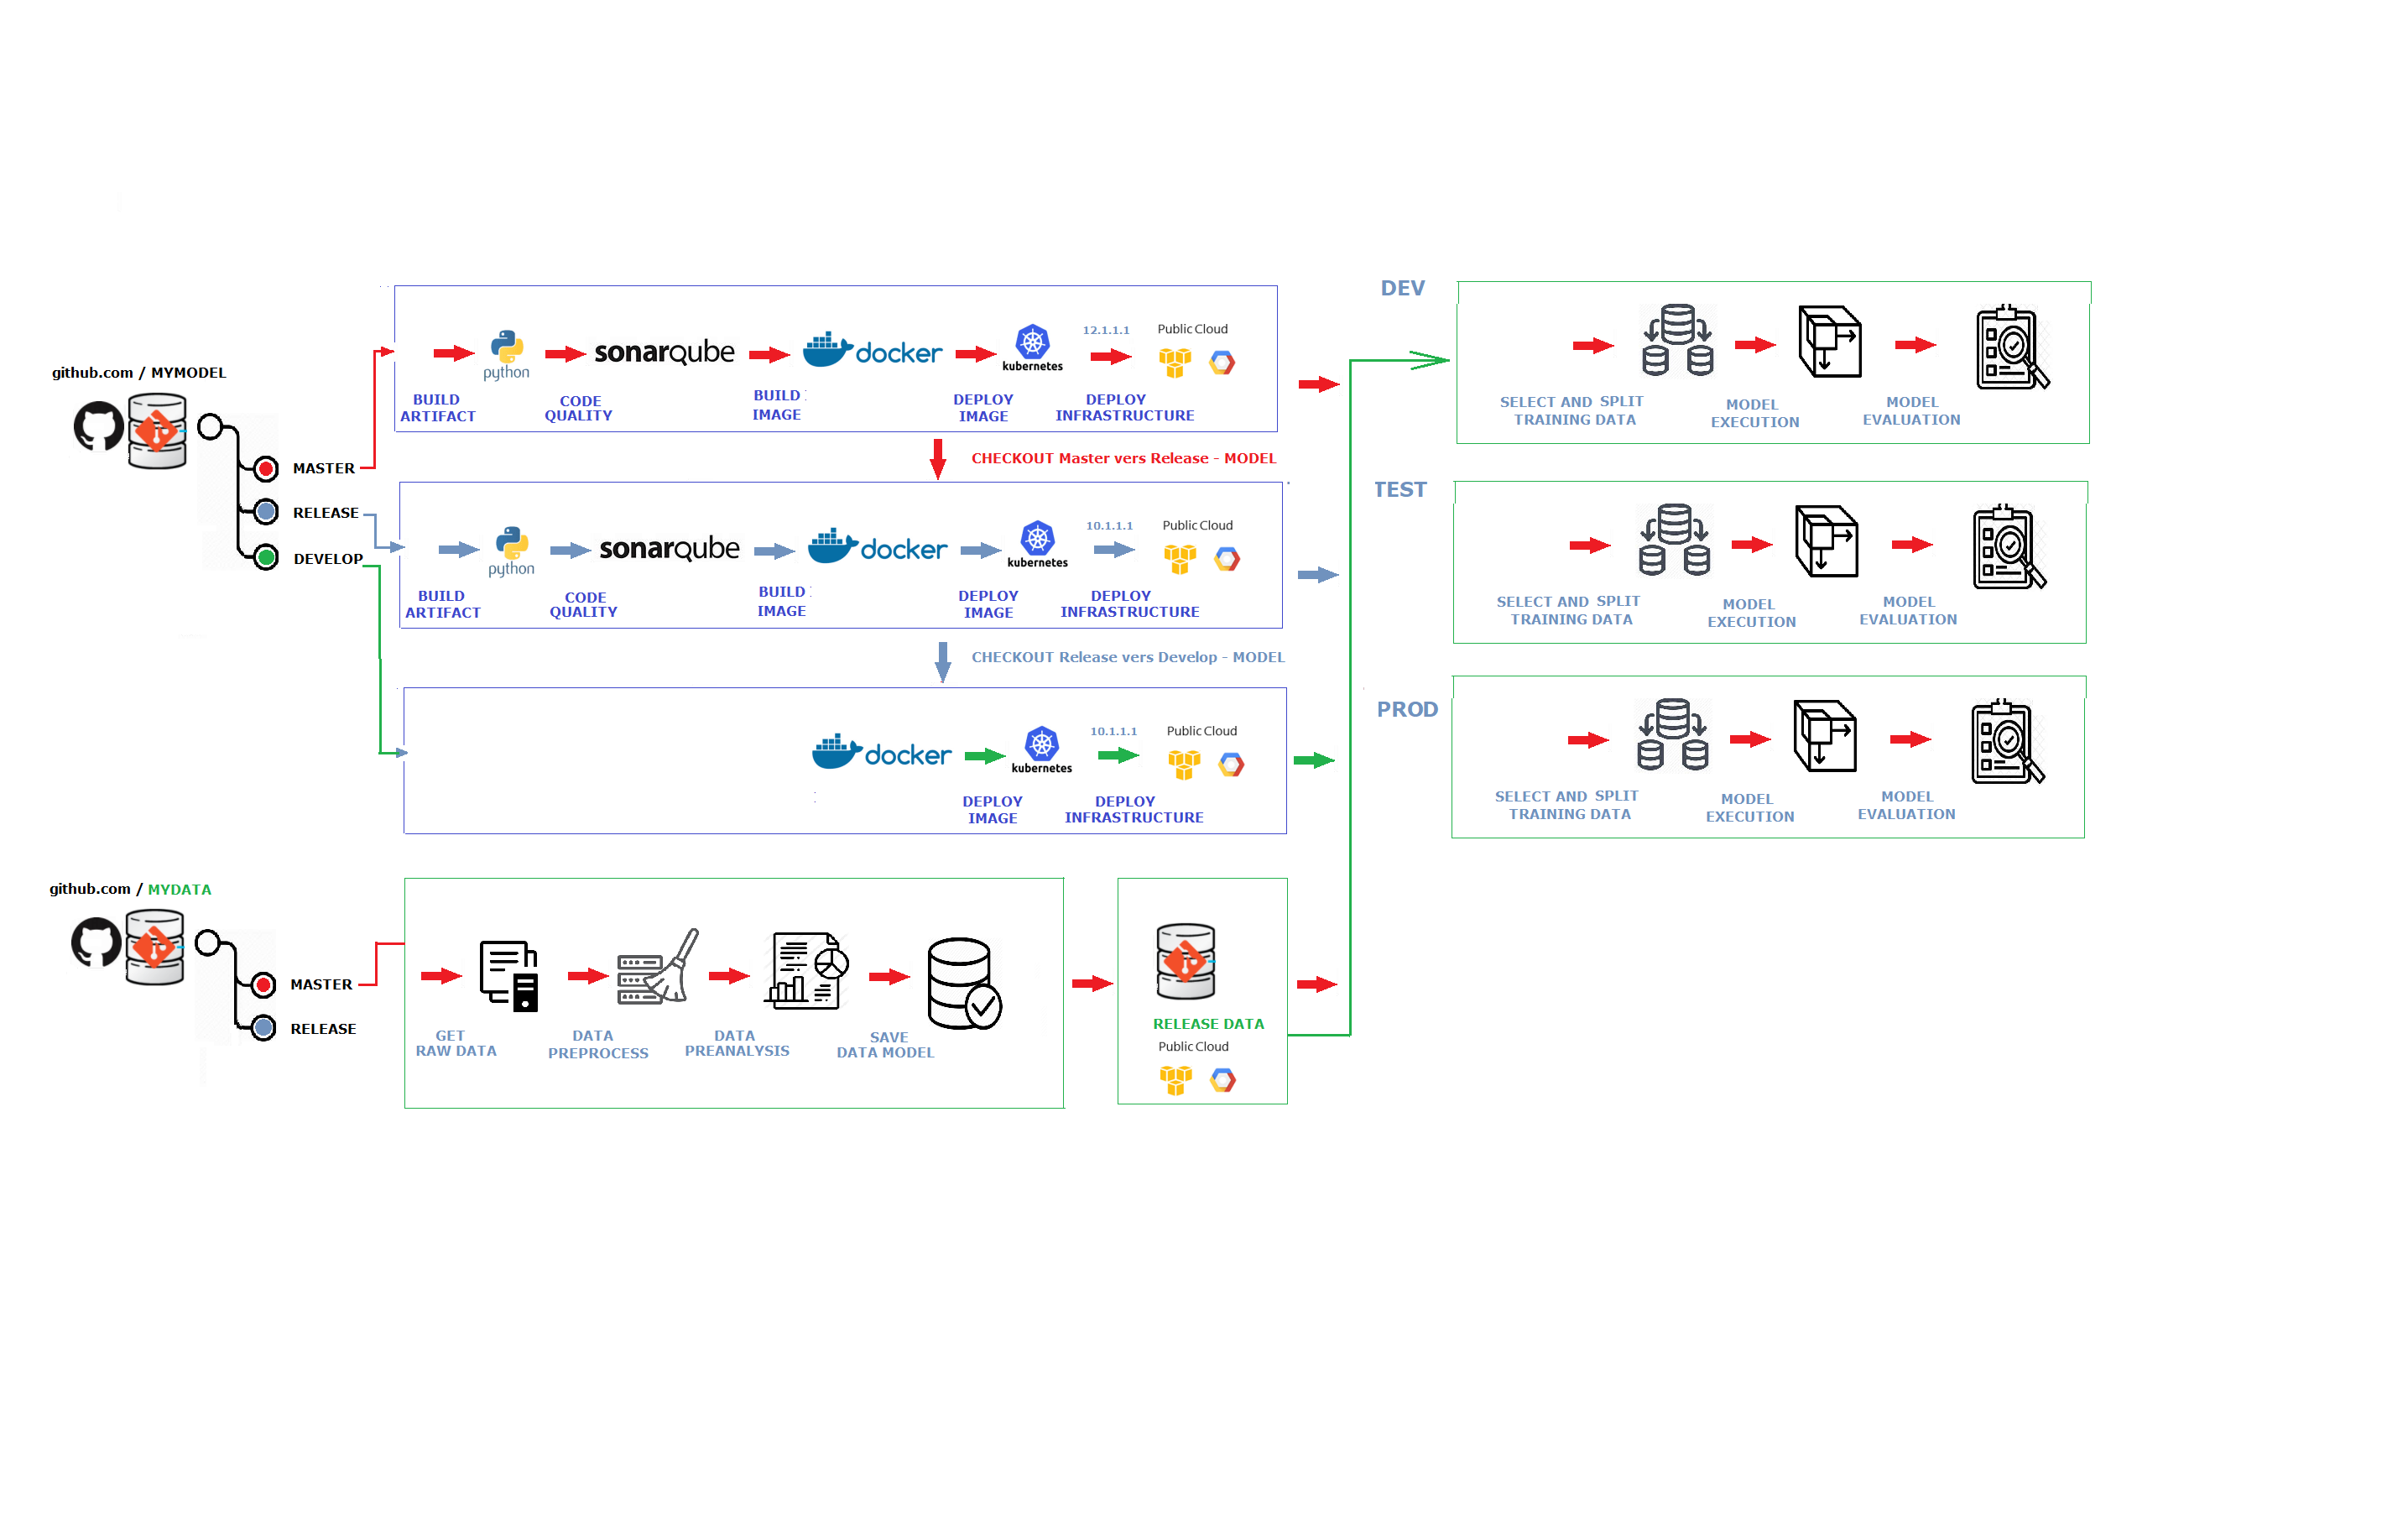 github.com / MYMODEL
MASTER
RELEASE
DEVELOP
python
sonarqube
docker
kubernetes
12.1.1.1
Public Cloud
BUILD
ARTIFACT
CODE
QUALITY
BUILD
IMAGE
DEPLOY
IMAGE
DEPLOY
INFRASTRUCTURE
CHECKOUT Master vers Release - MODEL
python
sonarqube
docker
kubernetes
10.1.1.1
Public Cloud
BUILD
ARTIFACT
CODE
QUALITY
BUILD
IMAGE
DEPLOY
IMAGE
DEPLOY
INFRASTRUCTURE
CHECKOUT Release vers Develop - MODEL
docker
kubernetes
10.1.1.1
Public Cloud
DEPLOY
IMAGE
DEPLOY
INFRASTRUCTURE
DEV
SELECT AND SPLIT
TRAINING DATA
MODEL
EXECUTION
MODEL
EVALUATION
TEST
SELECT AND SPLIT
TRAINING DATA
MODEL
EXECUTION
MODEL
EVALUATION
PROD
SELECT AND SPLIT
TRAINING DATA
MODEL
EXECUTION
MODEL
EVALUATION
github.com / MYDATA
MASTER
RELEASE
GET
RAW DATA
DATA
PREPROCESS
DATA
PREANALYSIS
SAVE
DATA MODEL
RELEASE DATA
Public Cloud